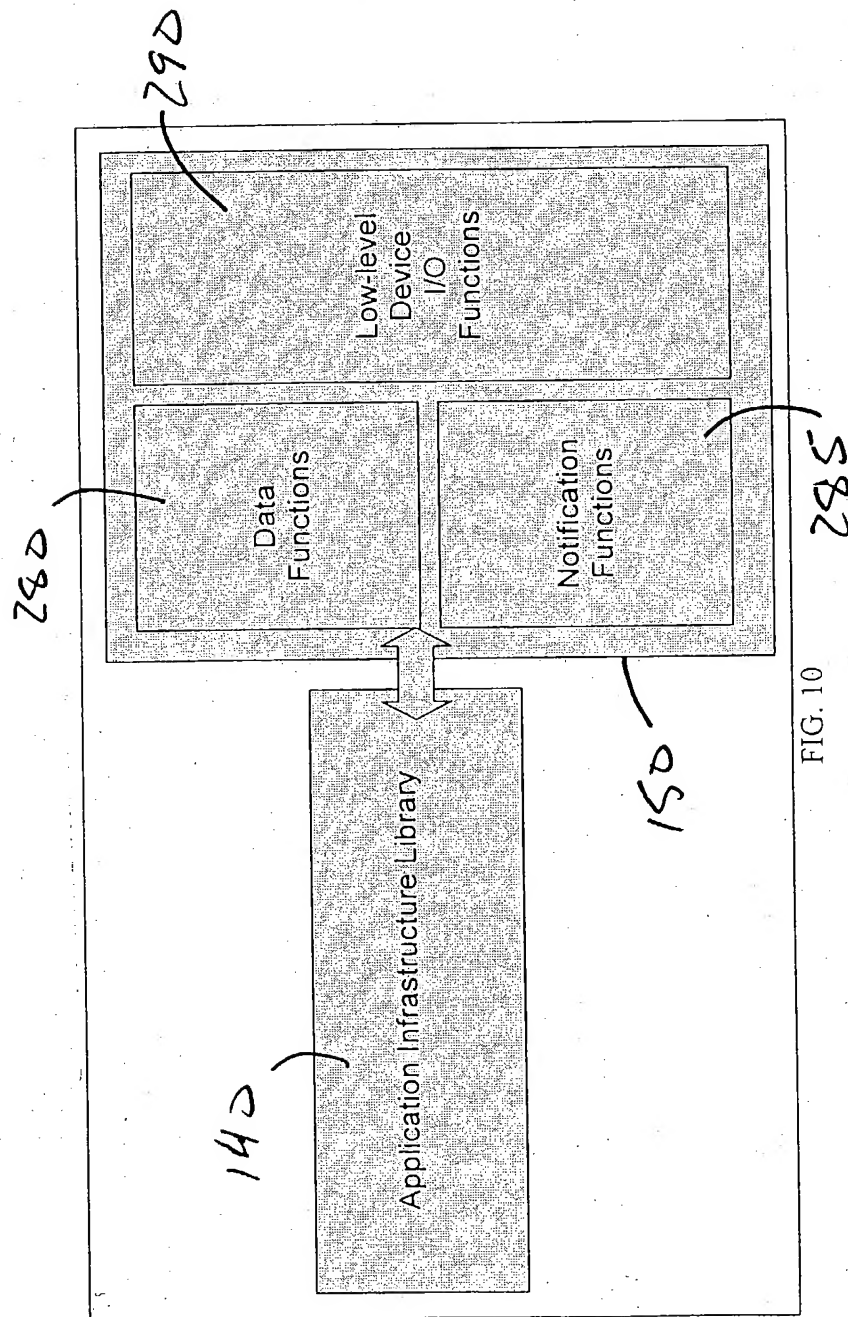 290
Low-level
Device
I/O
Functions
280
Data
Functions
Notification
Functions
285
150
140
Application Infrastructure Library
FIG. 10